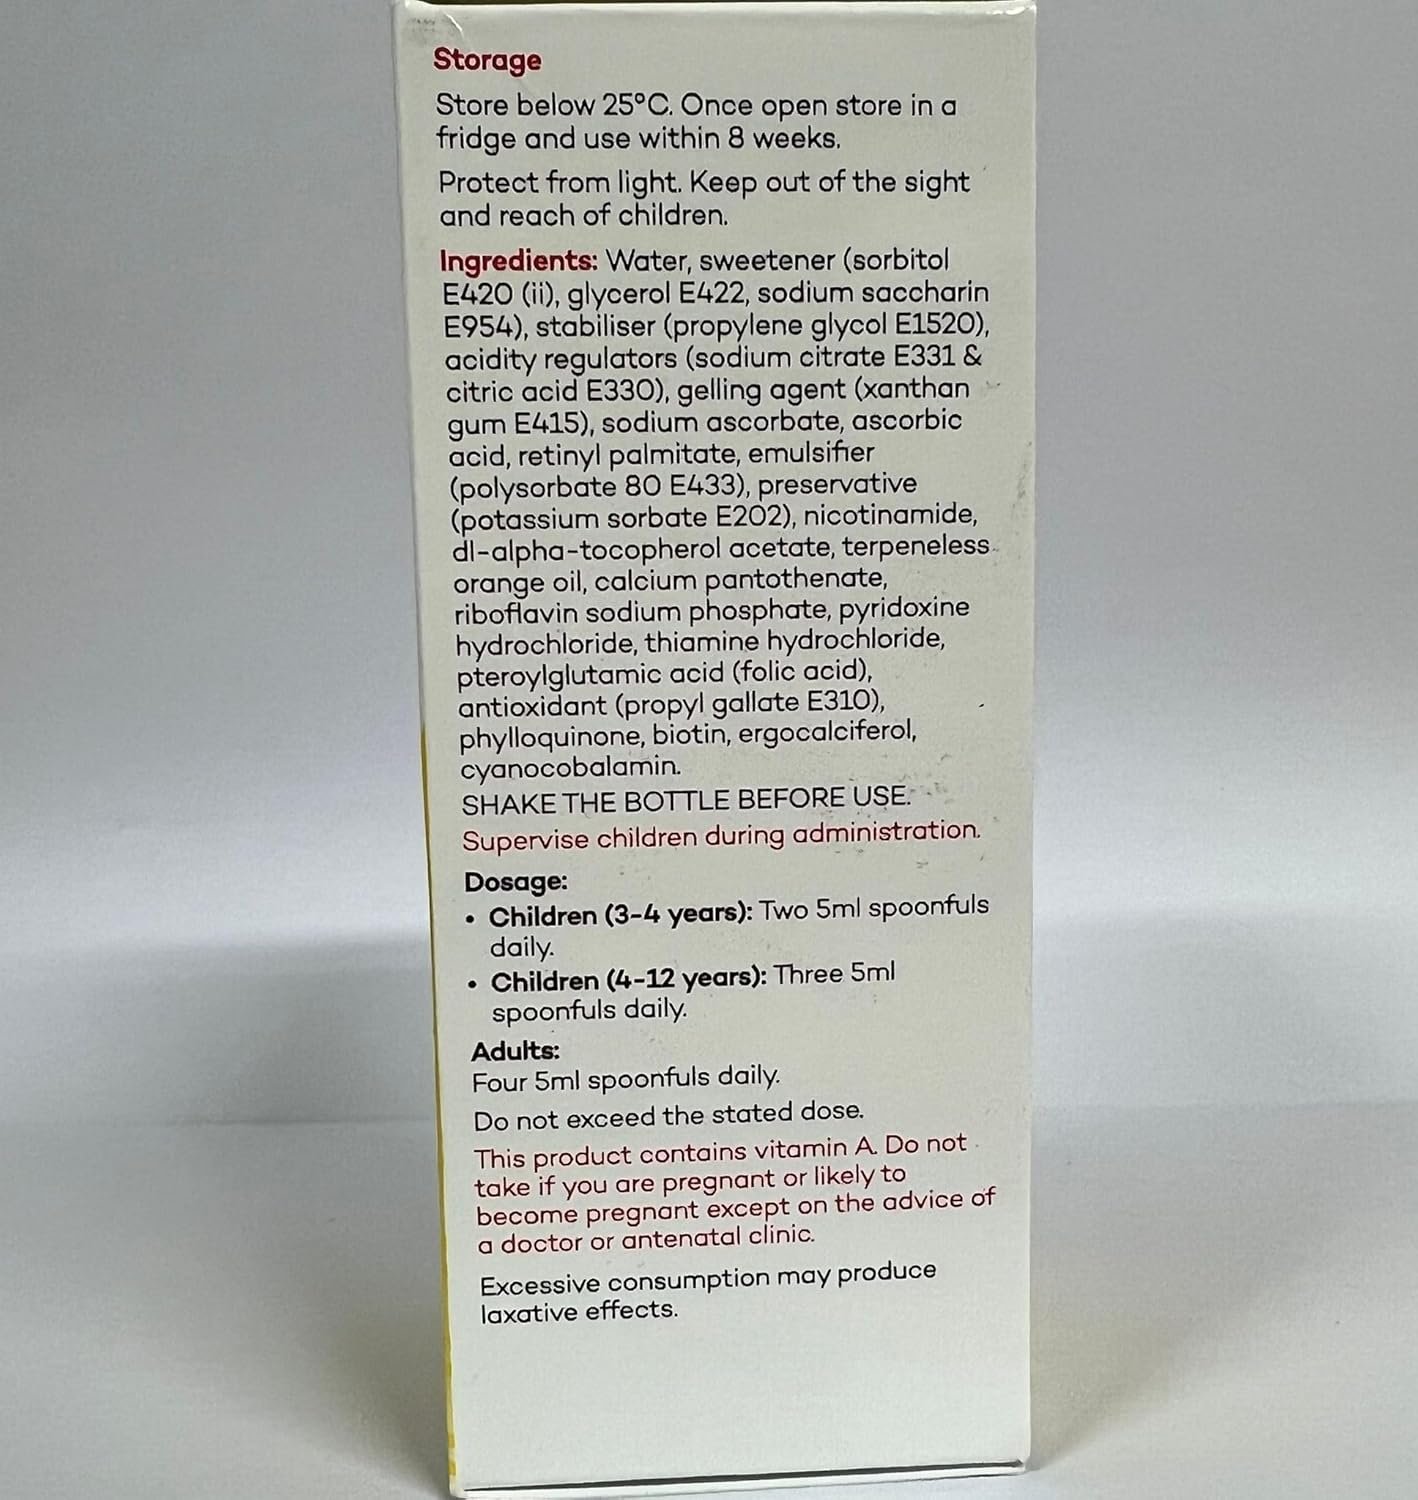 Storage
Store below 25°C. Once open store in a
fridge and use within 8 weeks.
Protect from light. Keep out of the sight
and reach of children.
Ingredients: Water, sweetener (sorbitol
E420 (ii), glycerol E422, sodium saccharin
E954), stabiliser (propylene glycol E1520),
acidity regulators (sodium citrate E331 &
citric acid E330), gelling agent (xanthan
gum E415), sodium ascorbate, ascorbic
acid, retinyl palmitate, emulsifier
(polysorbate 80 E433), preservative
(potassium sorbate E202), nicotinamide,
dl-alpha-tocopherol acetate, terpeneless
orange oil, calcium pantothenate,
riboflavin sodium phosphate, pyridoxine
hydrochloride, thiamine hydrochloride,
pteroylglutamic acid (folic acid),
antioxidant (propyl gallate E310),
phylloquinone, biotin, ergocalciferol,
cyanocobalamin.
SHAKE THE BOTTLE BEFORE USE.
Supervise children during administration.
Dosage:
• Children (3-4 years): Two 5ml spoonfuls
daily.
• Children (4-12 years): Three 5ml
spoonfuls daily.
Adults:
Four 5ml spoonfuls daily.
Do not exceed the stated dose.
This product contains vitamin A. Do not
take if you are pregnant or likely to
become pregnant except on the advice of
a doctor or antenatal clinic.
Excessive consumption may produce
laxative effects.